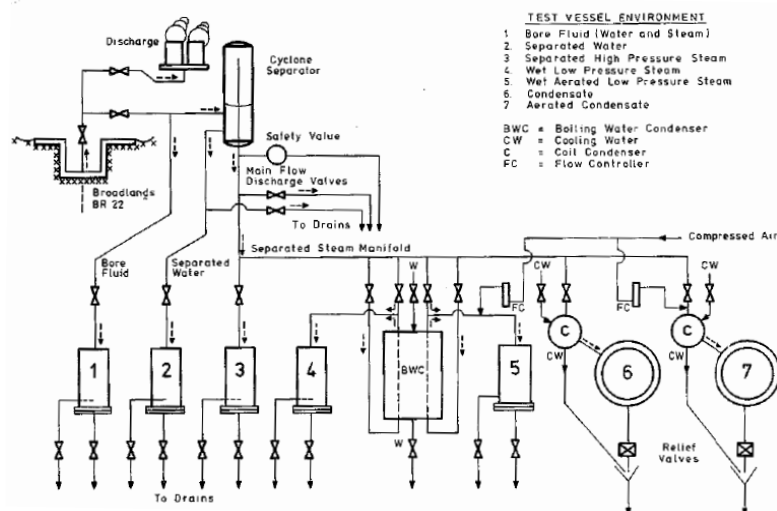 TEST VESSEL ENVIRONMENT
1 Bore Fluid (Water and Steam)
2. Separated Water
3 Separated High Pressure Steam
4. Wet Low Pressure Steam
5. Wet Aerated Low Pressure Steam
6. Condensate
7 Aerated Condensate
BWC = Boiling Water Condenser
CW = Cooling Water
C = Coil Condenser
FC = Flow Controller
Discharge
Cyclone
Separator
Safety Value
Main Flow
Discharge Valves
Broadlands
BR 22
To Drains
Compressed Air
Separated Steam Manifold
Bore
Fluid
Separated
Water
W
FC
CW
FC
CW
C
C
CW
CW
1
2
3
4
BWC
5
6
7
W
Relief
Valves
To Drains